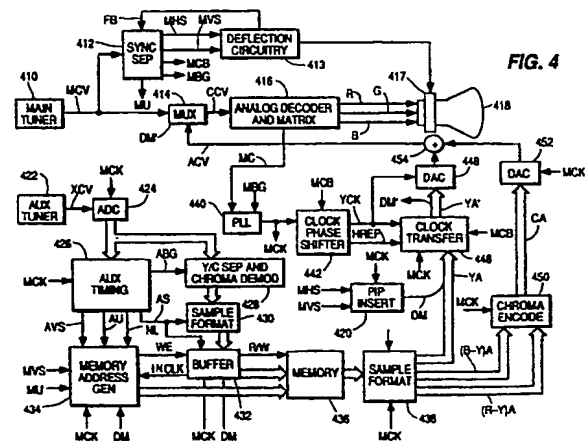 FB
MHS
MVS
412
SYNC
SEP
DEFLECTION
CIRCUITRY
413
MCB
MBG
FIG. 4
410
MAIN
TUNER
MCV
MU
414
MUX
DM'
CCV
416
ANALOG DECODER
AND MATRIX
R
G
B
417
418
ACV
454
+
452
DAC
MCK
448
DAC
422
AUX
TUNER
XCV
MCK
ADC
424
MC
MBG
440
PLL
MCK
MCB
CLOCK
PHASE
SHIFTER
442
YCK
HREF
DM'
YA'
CLOCK
TRANSFER
MCB
446
MCK
CA
426
AUX
TIMING
MCK
ABG
Y/C SEP AND
CHROMA DEMOD
428
MCK
MHS
MVS
PIP
INSERT
420
DM
YA
450
CHROMA
ENCODE
MCK
AVS
AU
NL
AS
SAMPLE
FORMAT
430
WE
IN CLK
BUFFER
432
R/W
MEMORY
436
SAMPLE
FORMAT
438
MCK
(B-Y)A
(R-Y)A
MVS
MU
434
MEMORY
ADDRESS
GEN
MCK
DM
MCK
DM